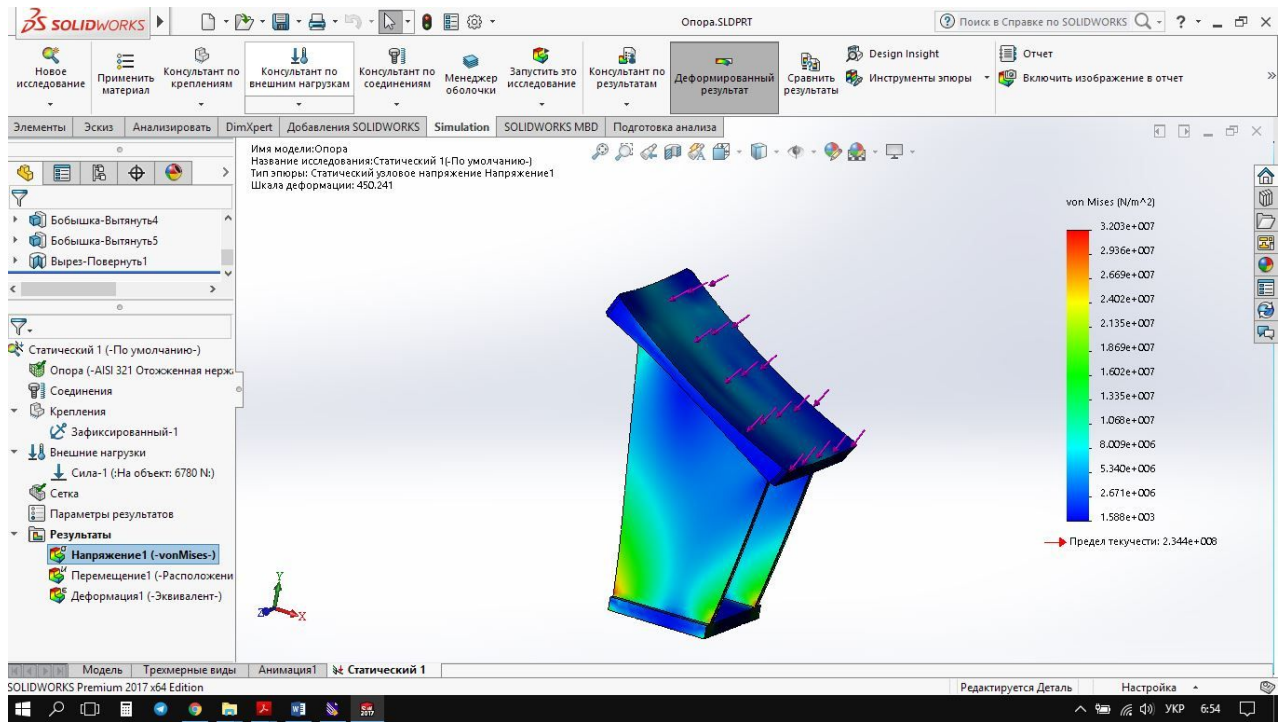 SOLIDWORKS
Опора.SLDPRT
Поиск в Справке по SOLIDWORKS
?
Новое исследование
Применить материал
Консультант по креплениям
Консультант по внешним нагрузкам
Консультант по соединениям
Менеджер оболочки
Запустить это исследование
Консультант по результатам
Деформированный результат
Сравнить результаты
Design Insight
Инструменты эпюры
Отчет
Включить изображение в отчет
Элементы
Эскиз
Анализировать
DimXpert
Добавления SOLIDWORKS
Simulation
SOLIDWORKS MBD
Подготовка анализа
Имя модели:Опора
Название исследования:Статический 1(-По умолчанию-)
Тип эпюры: Статический узловое напряжение Напряжение1
Шкала деформации: 450.241
Бобышка-Вытянуть4
Бобышка-Вытянуть5
Вырез-Повернуть1
Статический 1 (-По умолчанию-)
Опора (-AISI 321 Отожженная нерж
Соединения
Крепления
Зафиксированный-1
Внешние нагрузки
Сила-1 (:На объект: 6780 N:)
Сетка
Параметры результатов
Результаты
Напряжение1 (-vonMises-)
Перемещение1 (-Расположени
Деформация1 (-Эквивалент-)
von Mises (N/m^2)
3.203e+007
2.936e+007
2.669e+007
2.402e+007
2.135e+007
1.869e+007
1.602e+007
1.335e+007
1.068e+007
8.009e+006
5.340e+006
2.671e+006
1.588e+003
Предел текучести: 2.344e+008
Y
Z
X
Модель
Трехмерные виды
Анимация1
Статический 1
SOLIDWORKS Premium 2017 x64 Edition
Редактируется Деталь
Настройка
УКР
6:54